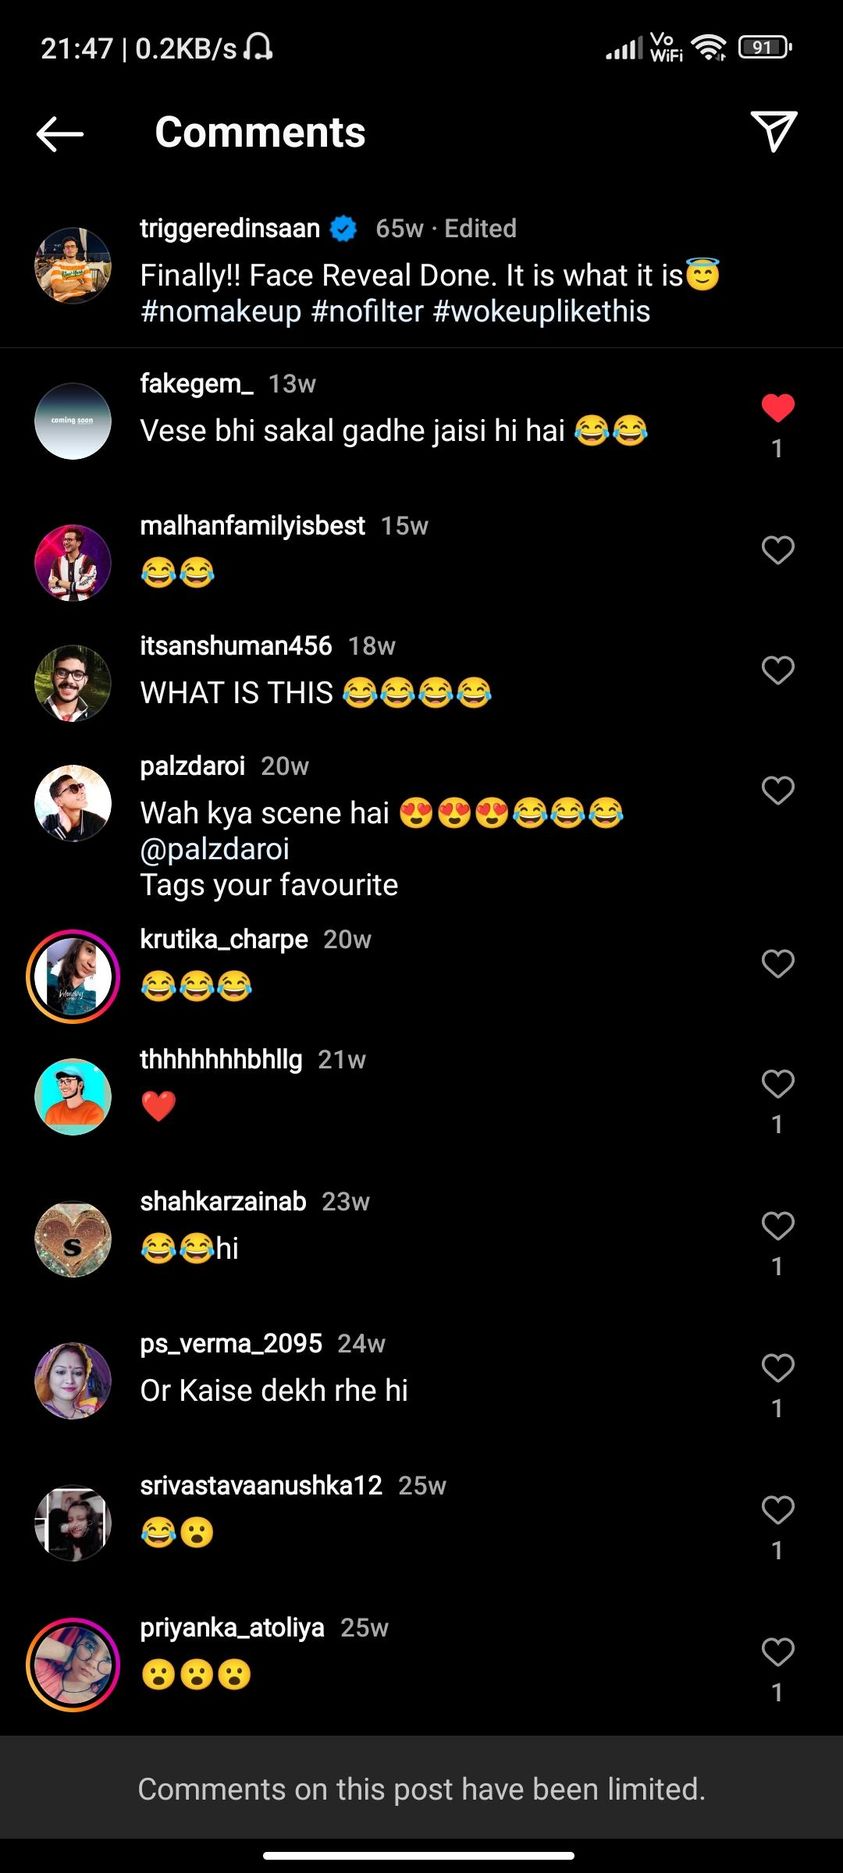 21:47 | 0.2KB/s
Vo
WiFi
91
Comments
triggeredinsaan 65w · Edited
Finally!! Face Reveal Done. It is what it is😇
#nomakeup #nofilter #wokeuplikethis
coming soon
fakegem_ 13w
Vese bhi sakal gadhe jaisi hi hai 😂😂
1
malhanfamilyisbest 15w
😂😂
itsanshuman456 18w
WHAT IS THIS 😂😂😂😂
palzdaroi 20w
Wah kya scene hai 😍😍😍😂😂😂
@palzdaroi
Tags your favourite
krutika_charpe 20w
😂😂😂
thhhhhhhbhllg 21w
❤️
1
S
shahkarzainab 23w
😂😂hi
1
ps_verma_2095 24w
Or Kaise dekh rhe hi
1
srivastavaanushka12 25w
😂😮
1
priyanka_atoliya 25w
😮😮😮
1
Comments on this post have been limited.